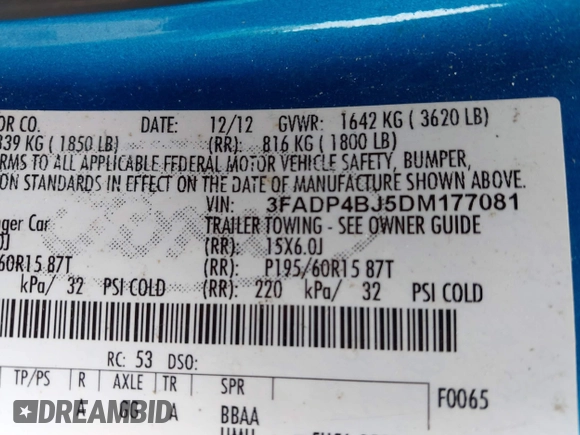 OR CO. DATE: 12/12 GVWR: 1642 KG ( 3620 LB)
839 KG ( 1850 LB) (RR): 816 KG ( 1800 LB)
RMS TO ALL APPLICABLE FEDERAL MOTOR VEHICLE SAFETY, BUMPER,
ON STANDARDS IN EFFECT ON THE DATE OF MANUFACTURE SHOWN ABOVE.
VIN: 3FADP4BJ5DM177081
ger Car TRAILER TOWING - SEE OWNER GUIDE
0J (RR): 15X6.0J
60R15 87T (RR): P195/60R15 87T
kPa/ 32 PSI COLD (RR): 220 kPa/ 32 PSI COLD
RC: 53 DSO:
TP/PS R AXLE TR SPR F0065
A GG A BBAA
DREAMBID